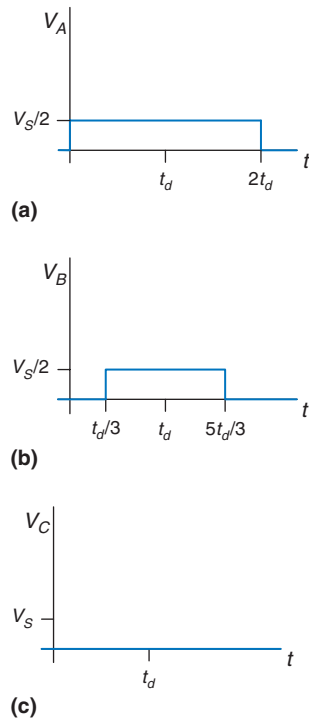 V_A
V_S/2
t_d 2t_d t
(a)
V_B
V_S/2
t_d/3 t_d 5t_d/3 t
(b)
V_C
V_S
t_d t
(c)